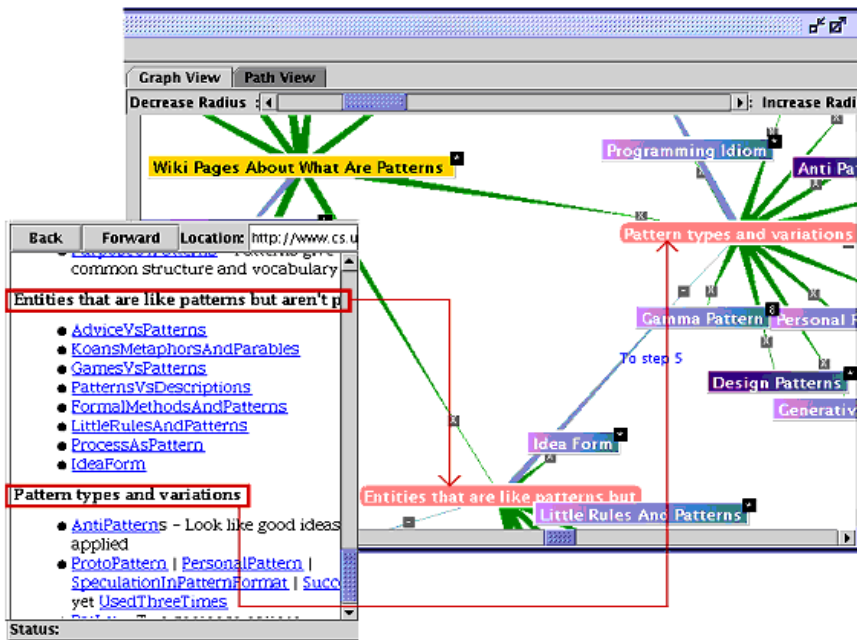 Graph View
Path View
Decrease Radius :
: Increase Radi
Wiki Pages About What Are Patterns
Programming Idiom
Anti Pa
Pattern types and variations
Gamma Pattern
Personal
To step 5
Design Patterns
Generativ
Idea Form
Entities that are like patterns but
Little Rules And Patterns
Back
Forward
Location:
http://www.cs.u
common structure and vocabulary
Entities that are like patterns but aren't p
AdviceVsPatterns
KoansMetaphorsAndParables
GamesVsPatterns
PatternsVsDescriptions
FormalMethodsAndPatterns
LittleRulesAndPatterns
ProcessAsPattern
IdeaForm
Pattern types and variations
AntiPatterns – Look like good ideas
applied
ProtoPattern | PersonalPattern |
SpeculationInPatternFormat | Succ
yet UsedThreeTimes
Status: